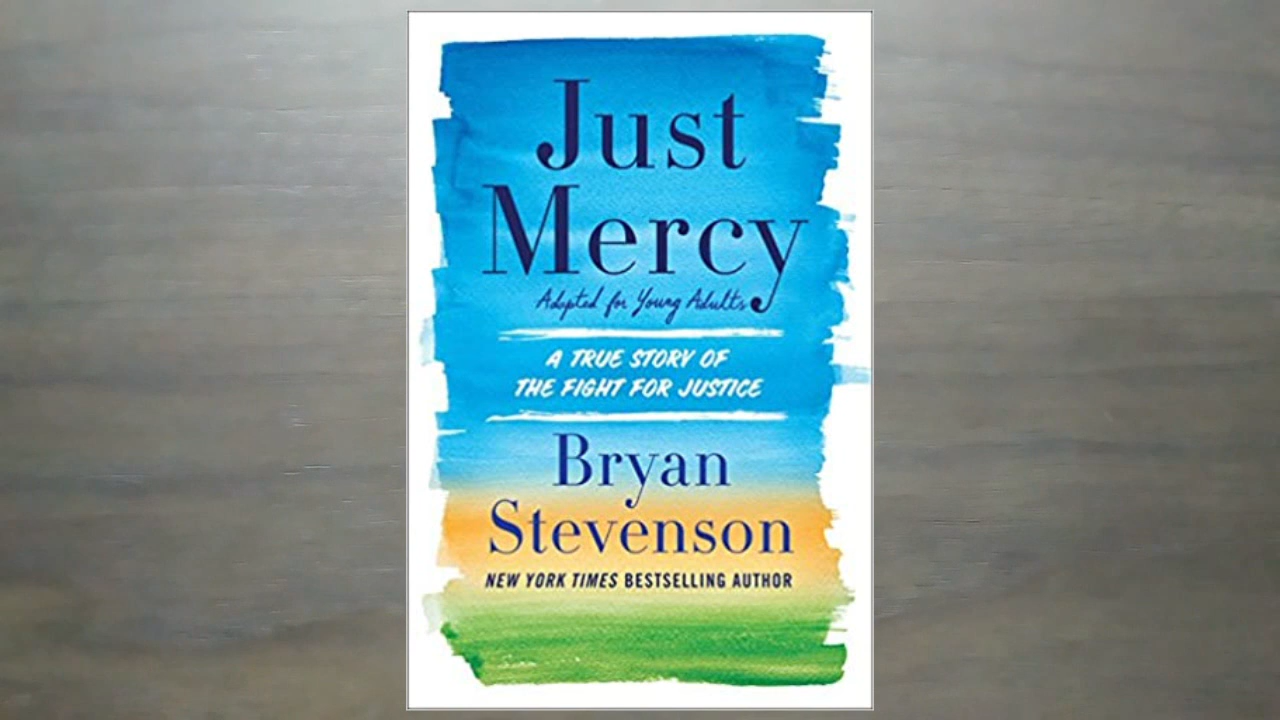 Just
Mercy
Adapted for Young Adults
A TRUE STORY OF
THE FIGHT FOR JUSTICE
Bryan
Stevenson
NEW YORK TIMES BESTSELLING AUTHOR